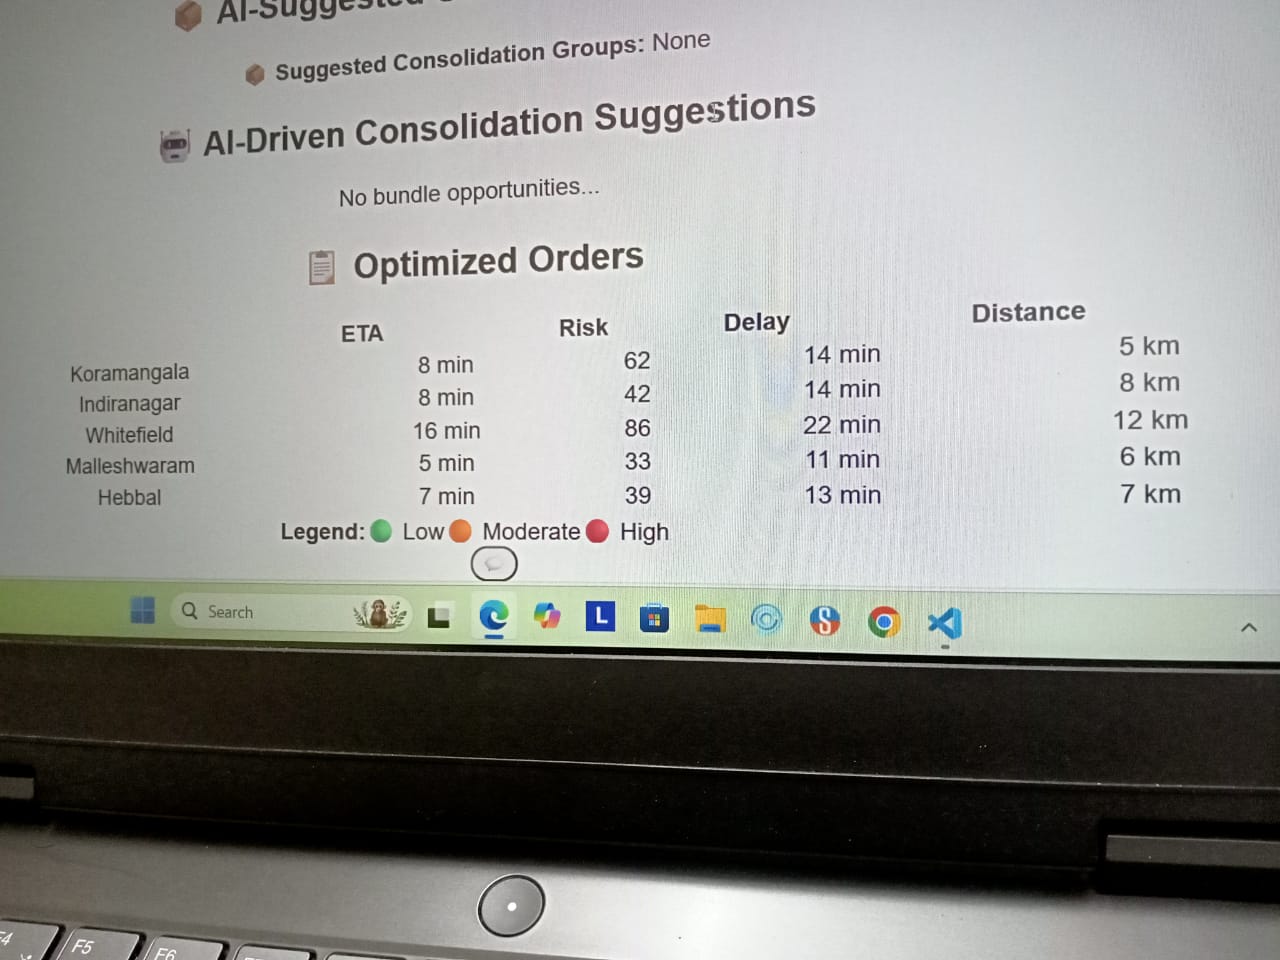 AI-Suggested
Suggested Consolidation Groups: None
AI-Driven Consolidation Suggestions
No bundle opportunities...
Optimized Orders
ETA Risk Delay Distance
Koramangala 8 min 62 14 min 5 km
Indiranagar 8 min 42 14 min 8 km
Whitefield 16 min 86 22 min 12 km
Malleshwaram 5 min 33 11 min 6 km
Hebbal 7 min 39 13 min 7 km
Legend: Low Moderate High
Search
L
S
F4 F5 F6